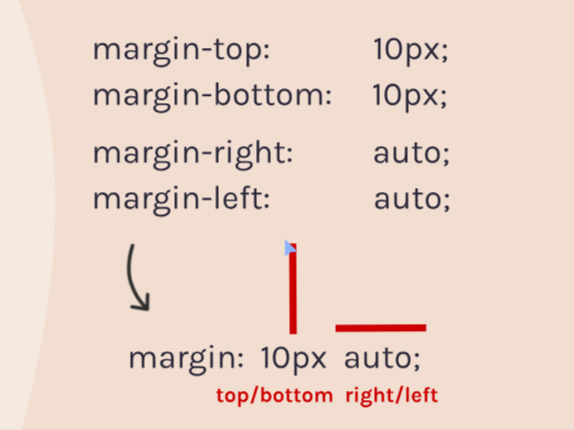 margin-top: 10px;
margin-bottom: 10px;
margin-right: auto;
margin-left: auto;
margin: 10px auto;
top/bottom right/left